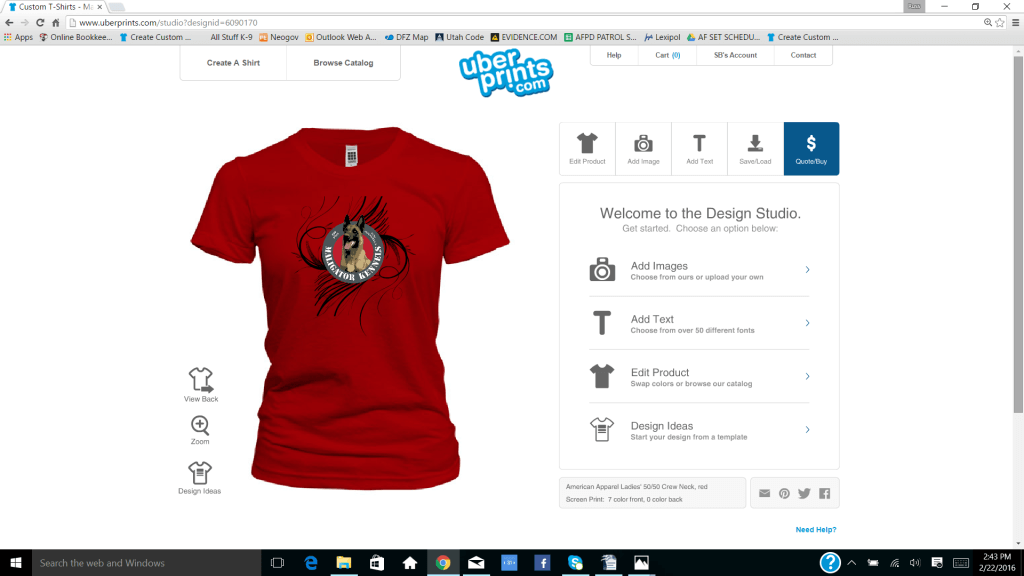 Custom T-Shirts - Ma
www.uberprints.com/studio?designid=6090170
Apps
Online Bookkee...
Create Custom ...
All Stuff K-9
Neogov
Outlook Web A...
DFZ Map
Utah Code
EVIDENCE.COM
AFPD PATROL S...
Lexipol
AF SET SCHEDU...
Create Custom ...
Create A Shirt
Browse Catalog
uber
prints
.com
Help
Cart (0)
SB's Account
Contact
Edit Product
Add Image
Add Text
Save/Load
$
Quote/Buy
MALIGATOR KENNELS
Welcome to the Design Studio.
Get started. Choose an option below:
Add Images
Choose from ours or upload your own
Add Text
Choose from over 50 different fonts
Edit Product
Swap colors or browse our catalog
Design Ideas
Start your design from a template
View Back
Zoom
Design Ideas
American Apparel Ladies' 50/50 Crew Neck, red
Screen Print: 7 color front, 0 color back
Need Help?
Search the web and Windows
2:43 PM
2/22/2016